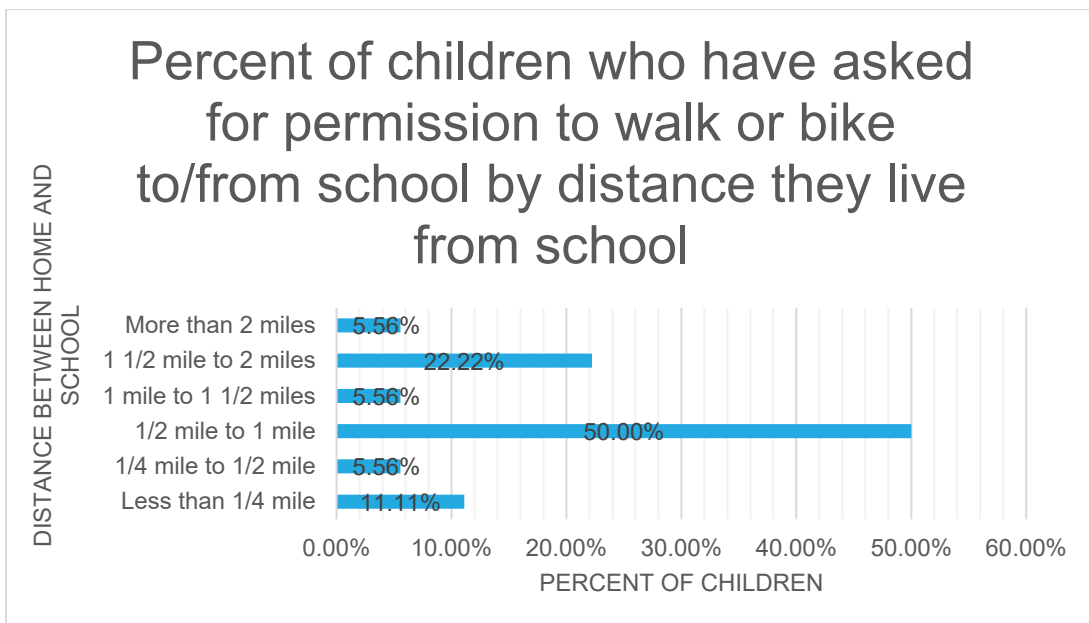 Percent of children who have asked
for permission to walk or bike
to/from school by distance they live
from school
DISTANCE BETWEEN HOME AND
SCHOOL
More than 2 miles
5.56%
1 1/2 mile to 2 miles
22.22%
1 mile to 1 1/2 miles
5.56%
1/2 mile to 1 mile
50.00%
1/4 mile to 1/2 mile
5.56%
Less than 1/4 mile
11.11%
0.00%
10.00%
20.00%
30.00%
40.00%
50.00%
60.00%
PERCENT OF CHILDREN